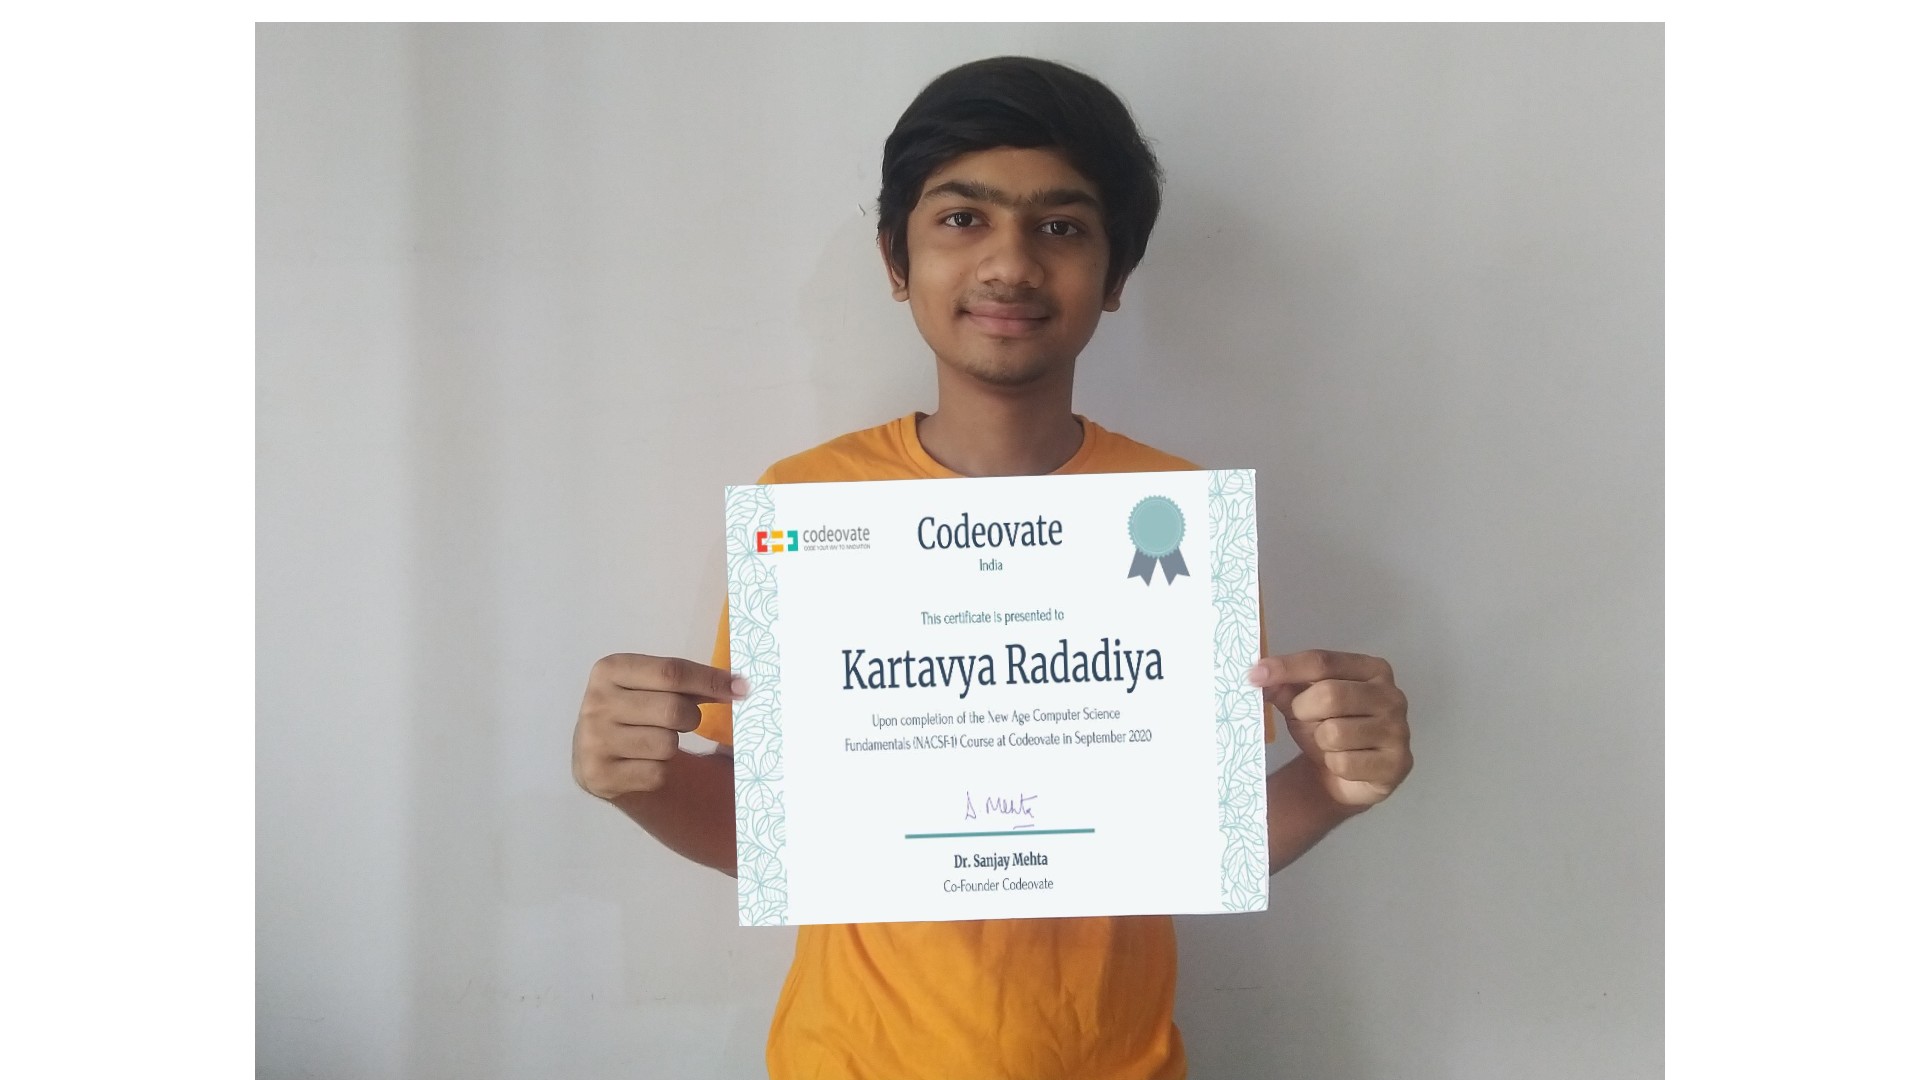 codeovate
CODE YOUR WAY TO INNOVATION
Codeovate
India
This certificate is presented to
Kartavya Radadiya
Upon completion of the New Age Computer Science
Fundamentals (NACSF-1) Course at Codeovate in September 2020
S Mehta
Dr. Sanjay Mehta
Co-Founder Codeovate